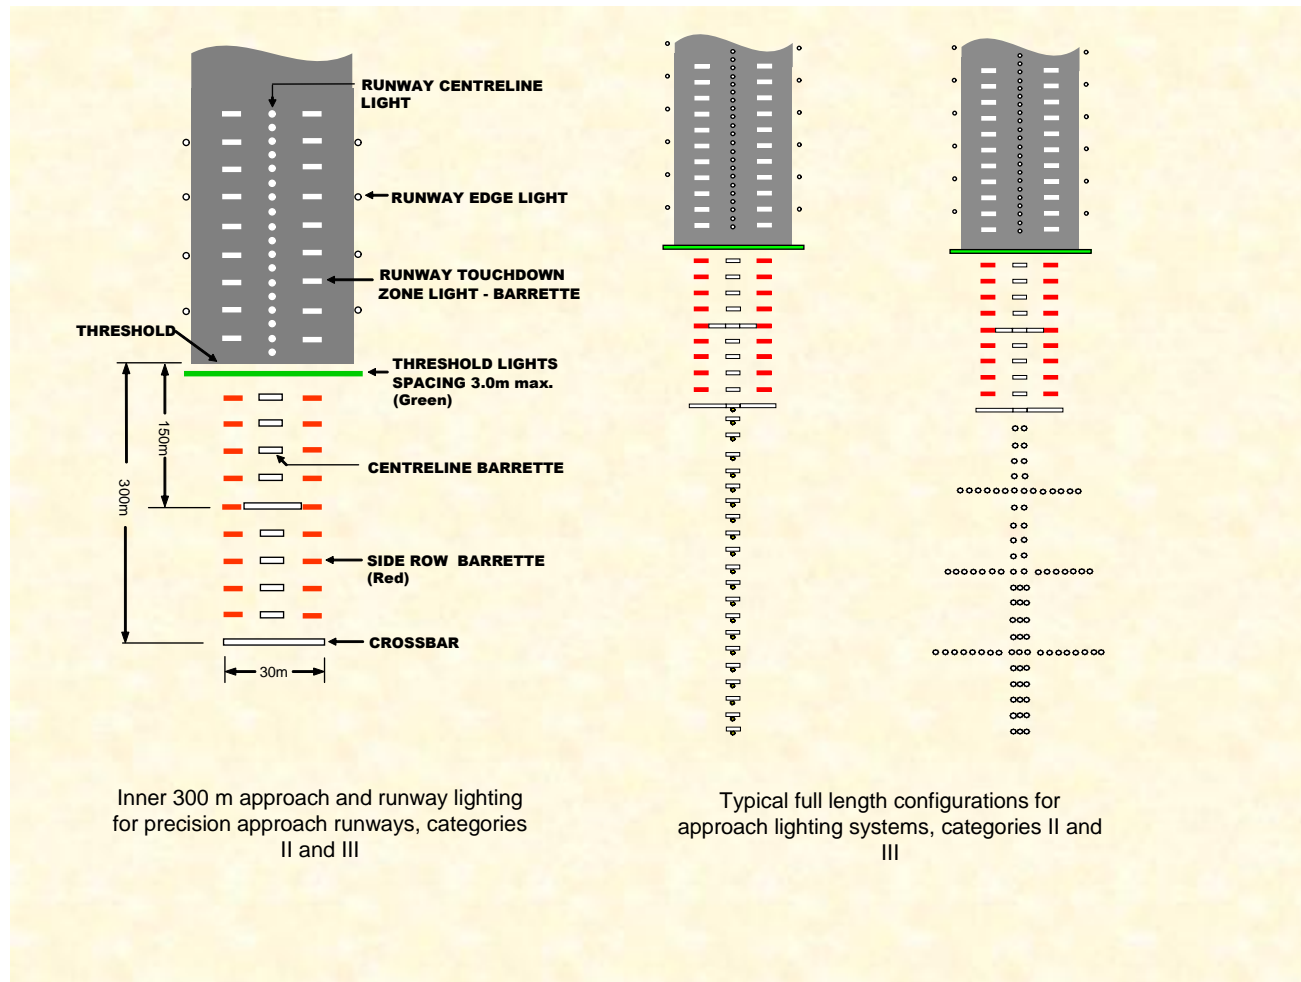 RUNWAY CENTRELINE
LIGHT
RUNWAY EDGE LIGHT
RUNWAY TOUCHDOWN
ZONE LIGHT - BARRETTE
THRESHOLD
THRESHOLD LIGHTS
SPACING 3.0m max.
(Green)
150m
CENTRELINE BARRETTE
300m
SIDE ROW BARRETTE
(Red)
CROSSBAR
30m
Inner 300 m approach and runway lighting
for precision approach runways, categories
II and III
Typical full length configurations for
approach lighting systems, categories II and
III